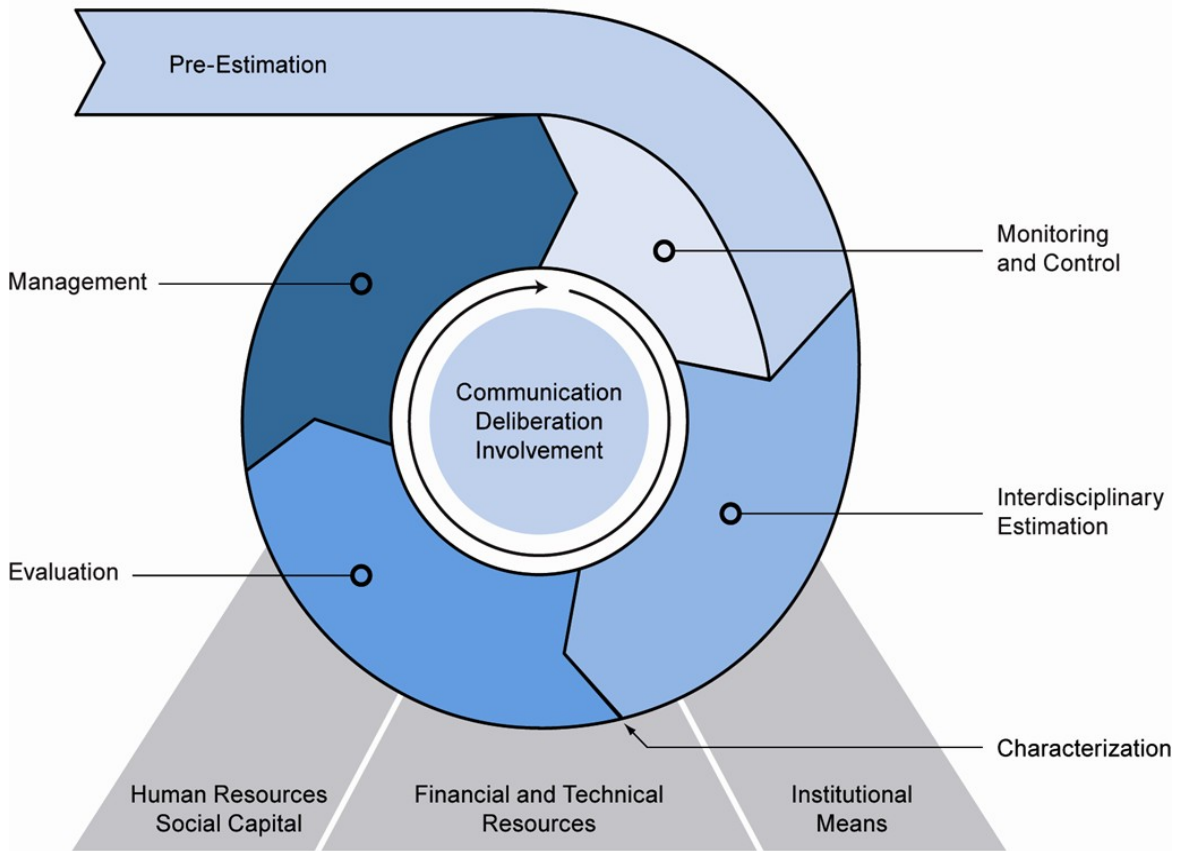 Pre-Estimation
Monitoring
and Control
Management
Communication
Deliberation
Involvement
Interdisciplinary
Estimation
Evaluation
Characterization
Human Resources
Social Capital
Financial and Technical
Resources
Institutional
Means